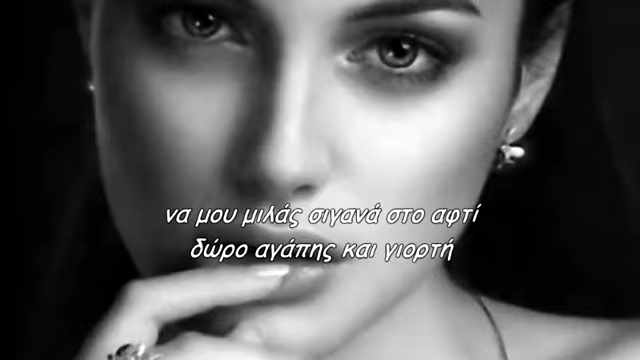 να μου μιλάς σιγανά στο αφτί
δώρο αγάπης και γιορτή